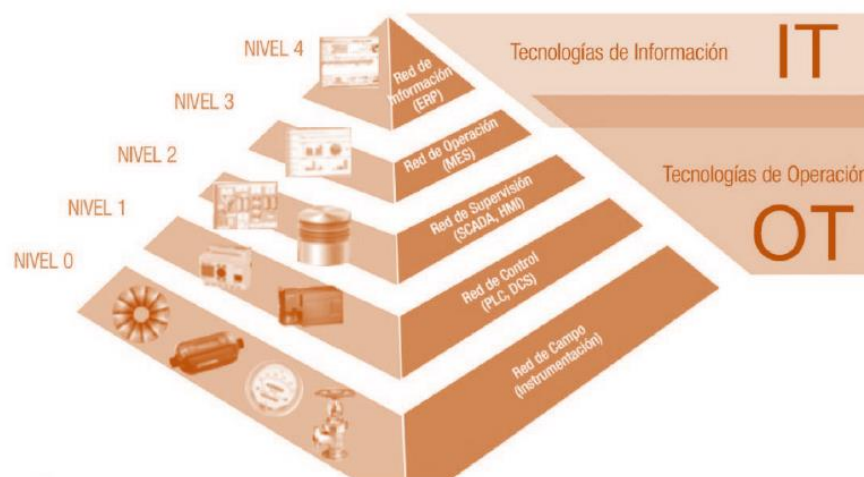 NIVEL 4
NIVEL 3
NIVEL 2
NIVEL 1
NIVEL 0
Red de
Información
(ERP)
Red de Operación
(MES)
Red de Supervisión
(SCADA, HMI)
Red de Control
(PLC, DCS)
Red de Campo
(Instrumentación)
Tecnologías de Información
IT
Tecnologías de Operación
OT